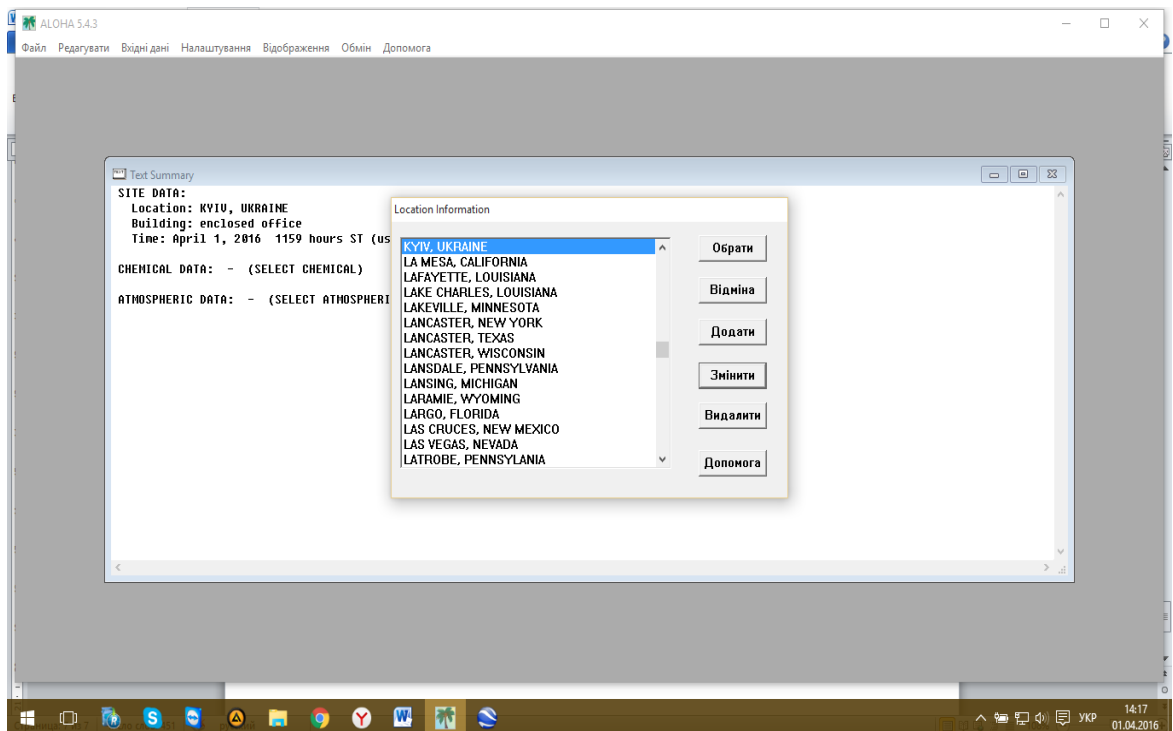 ALOHA 5.4.3
Файл Редагувати Вхідні дані Налаштування Відображення Обмін Допомога
Text Summary
SITE DATA:
Location: KYIV, UKRAINE
Building: enclosed office
Time: April 1, 2016 1159 hours ST (us
CHEMICAL DATA: - (SELECT CHEMICAL)
ATMOSPHERIC DATA: - (SELECT ATMOSPHERI
Location Information
KYIV, UKRAINE
LA MESA, CALIFORNIA
LAFAYETTE, LOUISIANA
LAKE CHARLES, LOUISIANA
LAKEVILLE, MINNESOTA
LANCASTER, NEW YORK
LANCASTER, TEXAS
LANCASTER, WISCONSIN
LANSDALE, PENNSYLVANIA
LANSING, MICHIGAN
LARAMIE, WYOMING
LARGO, FLORIDA
LAS CRUCES, NEW MEXICO
LAS VEGAS, NEVADA
LATROBE, PENNSYLANIA
Обрати
Відміна
Додати
Змінити
Видалити
Допомога
УКР
14:17
01.04.2016